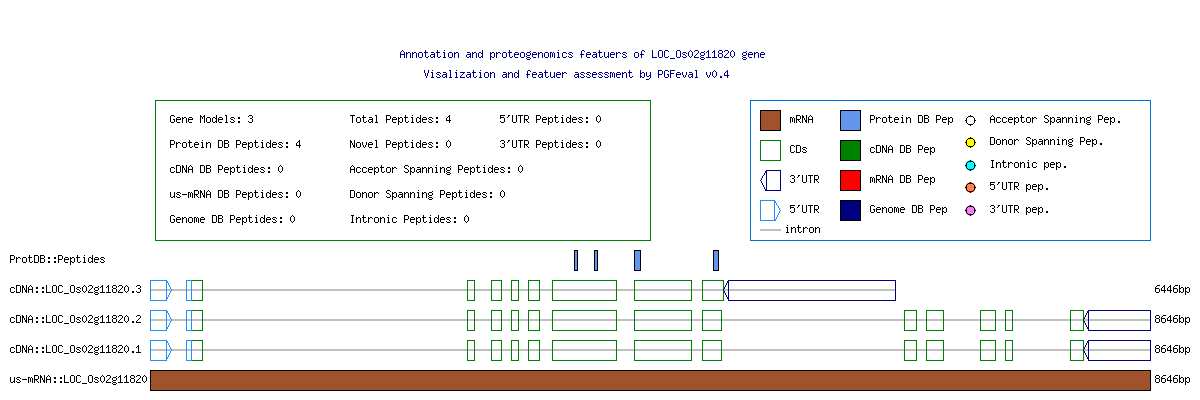 Annotation and proteogenomics featuers of LOC_Os02g11820 gene
Visalization and featuer assessment by PGFeval v0.4
Gene Models: 3 Total Peptides: 4 5'UTR Peptides: 0
Protein DB Peptides: 4 Novel Peptides: 0 3'UTR Peptides: 0
cDNA DB Peptides: 0 Acceptor Spanning Peptides: 0
us-mRNA DB Peptides: 0 Donor Spanning Peptides: 0
Genome DB Peptides: 0 Intronic Peptides: 0
mRNA Protein DB Pep Acceptor Spanning Pep.
CDs cDNA DB Pep Donor Spanning Pep.
3'UTR mRNA DB Pep Intronic pep.
5'UTR Genome DB Pep 5'UTR pep.
intron 3'UTR pep.
ProtDB::Peptides
cDNA::LOC_Os02g11820.3 6446bp
cDNA::LOC_Os02g11820.2 8646bp
cDNA::LOC_Os02g11820.1 8646bp
us-mRNA::LOC_Os02g11820 8646bp